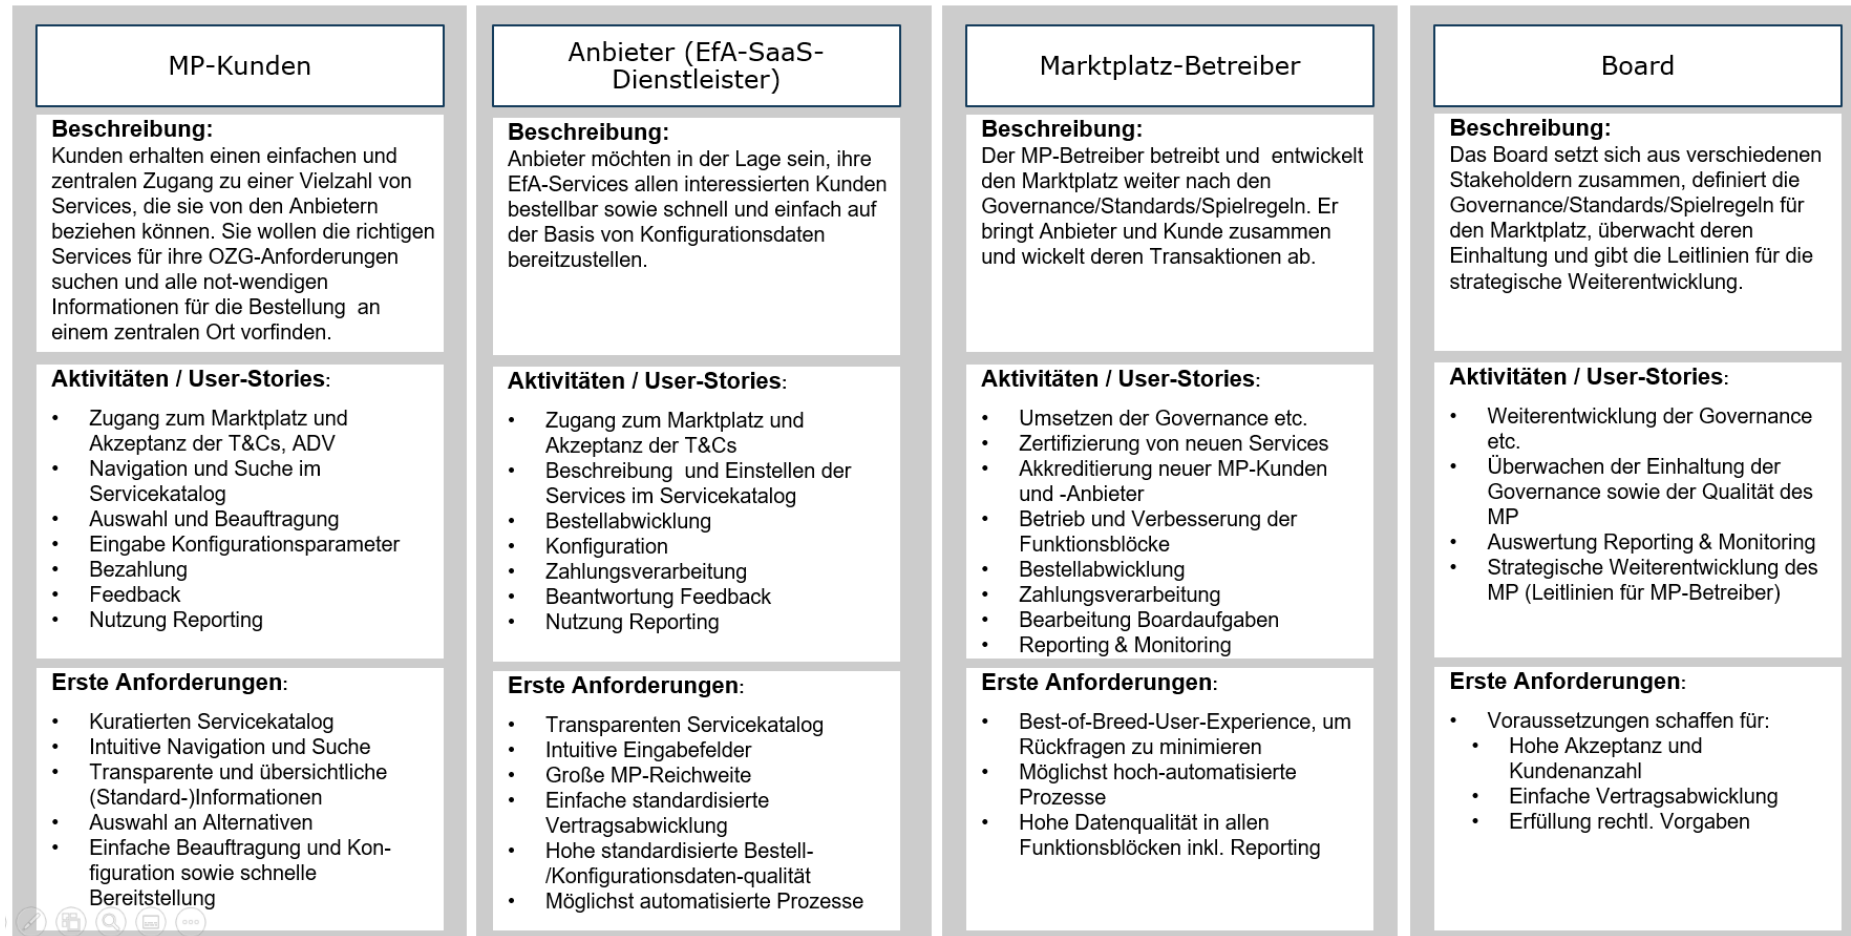 MP-Kunden
Beschreibung:
Kunden erhalten einen einfachen und
zentralen Zugang zu einer Vielzahl von
Services, die sie von den Anbietern
beziehen können. Sie wollen die richtigen
Services für ihre OZG-Anforderungen
suchen und alle not-wendigen
Informationen für die Bestellung  an
einem zentralen Ort vorfinden.
Aktivitäten / User-Stories:
• Zugang zum Marktplatz und
Akzeptanz der T&Cs, ADV
• Navigation und Suche im
Servicekatalog
• Auswahl und Beauftragung
• Eingabe Konfigurationsparameter
• Bezahlung
• Feedback
• Nutzung Reporting
Erste Anforderungen:
• Kuratierten Servicekatalog
• Intuitive Navigation und Suche
• Transparente und übersichtliche
(Standard-)Informationen
• Auswahl an Alternativen
• Einfache Beauftragung und Kon-
figuration sowie schnelle
Bereitstellung
Anbieter (EfA-SaaS-
Dienstleister)
Beschreibung:
Anbieter möchten in der Lage sein, ihre
EfA-Services allen interessierten Kunden
bestellbar sowie schnell und einfach auf
der Basis von Konfigurationsdaten
bereitzustellen.
Aktivitäten / User-Stories:
• Zugang zum Marktplatz und
Akzeptanz der T&Cs
• Beschreibung  und Einstellen der
Services im Servicekatalog
• Bestellabwicklung
• Konfiguration
• Zahlungsverarbeitung
• Beantwortung Feedback
• Nutzung Reporting
Erste Anforderungen:
• Transparenten Servicekatalog
• Intuitive Eingabefelder
• Große MP-Reichweite
• Einfache standardisierte
Vertragsabwicklung
• Hohe standardisierte Bestell-
/Konfigurationsdaten-qualität
• Möglichst automatisierte Prozesse
Marktplatz-Betreiber
Beschreibung:
Der MP-Betreiber betreibt und  entwickelt
den Marktplatz weiter nach den
Governance/Standards/Spielregeln. Er
bringt Anbieter und Kunde zusammen
und wickelt deren Transaktionen ab.
Aktivitäten / User-Stories:
• Umsetzen der Governance etc.
• Zertifizierung von neuen Services
• Akkreditierung neuer MP-Kunden
und -Anbieter
• Betrieb und Verbesserung der
Funktionsblöcke
• Bestellabwicklung
• Zahlungsverarbeitung
• Bearbeitung Boardaufgaben
• Reporting & Monitoring
Erste Anforderungen:
• Best-of-Breed-User-Experience, um
Rückfragen zu minimieren
• Möglichst hoch-automatisierte
Prozesse
• Hohe Datenqualität in allen
Funktionsblöcken inkl. Reporting
Board
Beschreibung:
Das Board setzt sich aus verschiedenen
Stakeholdern zusammen, definiert die
Governance/Standards/Spielregeln für
den Marktplatz, überwacht deren
Einhaltung und gibt die Leitlinien für die
strategische Weiterentwicklung.
Aktivitäten / User-Stories:
• Weiterentwicklung der Governance
etc.
• Überwachen der Einhaltung der
Governance sowie der Qualität des
MP
• Auswertung Reporting & Monitoring
• Strategische Weiterentwicklung des
MP (Leitlinien für MP-Betreiber)
Erste Anforderungen:
• Voraussetzungen schaffen für:
• Hohe Akzeptanz und
Kundenanzahl
• Einfache Vertragsabwicklung
• Erfüllung rechtl. Vorgaben